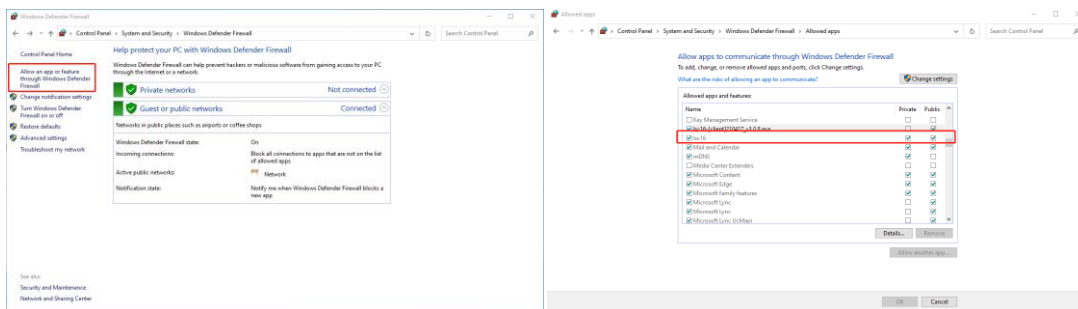 Windows Defender Firewall
Control Panel > System and Security > Windows Defender Firewall
Search Control Panel
Control Panel Home
Allow an app or feature
through Windows Defender
Firewall
Change notification settings
Turn Windows Defender
Firewall on or off
Restore defaults
Advanced settings
Troubleshoot my network
See also
Security and Maintenance
Network and Sharing Center
Help protect your PC with Windows Defender Firewall
Windows Defender Firewall can help prevent hackers or malicious software from gaining access to your PC
through the Internet or a network.
Private networks Not connected
Guest or public networks Connected
Networks in public places such as airports or coffee shops
Windows Defender Firewall state: On
Incoming connections: Block all connections to apps that are not on the list
of allowed apps
Active public networks: Network
Notification state: Notify me when Windows Defender Firewall blocks a
new app
Allowed apps
Control Panel > System and Security > Windows Defender Firewall > Allowed apps
Search Control Panel
Allow apps to communicate through Windows Defender Firewall
To add, change, or remove allowed apps and ports, click Change settings.
What are the risks of allowing an app to communicate?
Change settings
Allowed apps and features:
Name Private Public
Key Management Service
Mail and Calendar
mDNS
Media Center Extenders
Microsoft Content
Microsoft Edge
Microsoft family features
Microsoft Lync
Microsoft Lync
Microsoft Lync UcMapi
Details... Remove
Allow another app...
OK Cancel